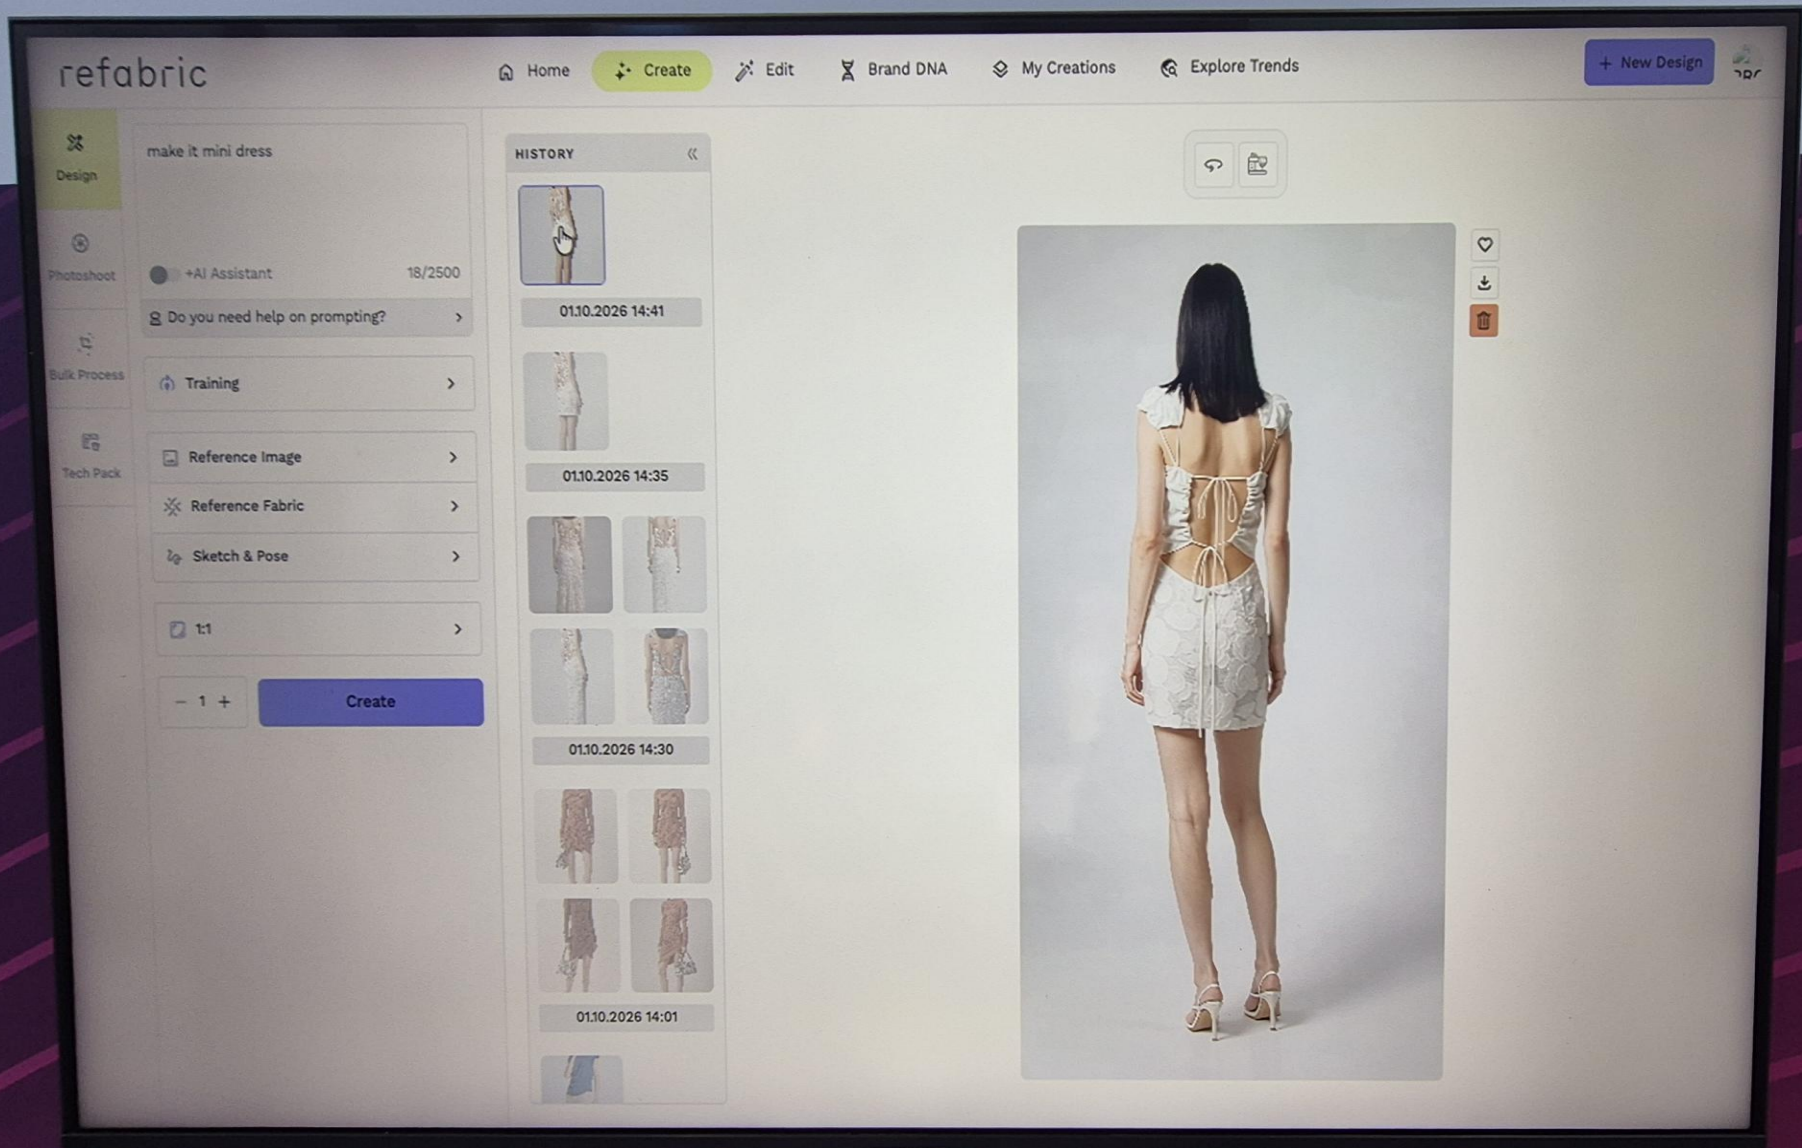 refabric
Home
Create
Edit
Brand DNA
My Creations
Explore Trends
+ New Design
Design
Photoshoot
Bulk Process
Tech Pack
make it mini dress
+AI Assistant
18/2500
Do you need help on prompting?
Training
Reference Image
Reference Fabric
Sketch & Pose
1:1
− 1 +
Create
HISTORY
01.10.2026 14:41
01.10.2026 14:35
01.10.2026 14:30
01.10.2026 14:01